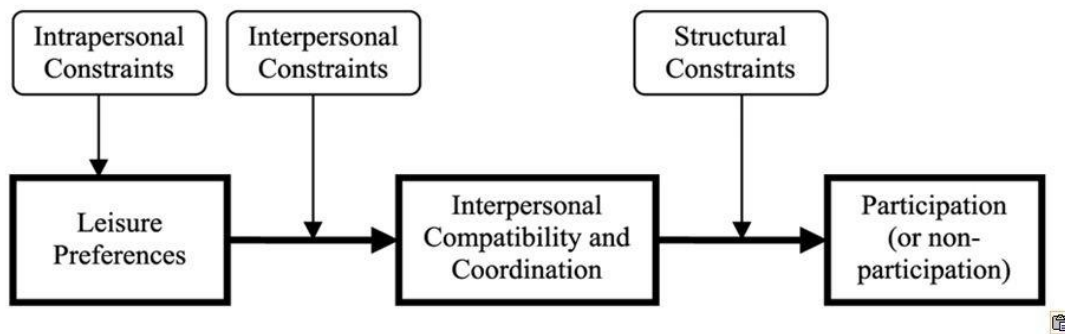 Intrapersonal
Constraints
Interpersonal
Constraints
Structural
Constraints
Leisure
Preferences
Interpersonal
Compatibility and
Coordination
Participation
(or non-
participation)